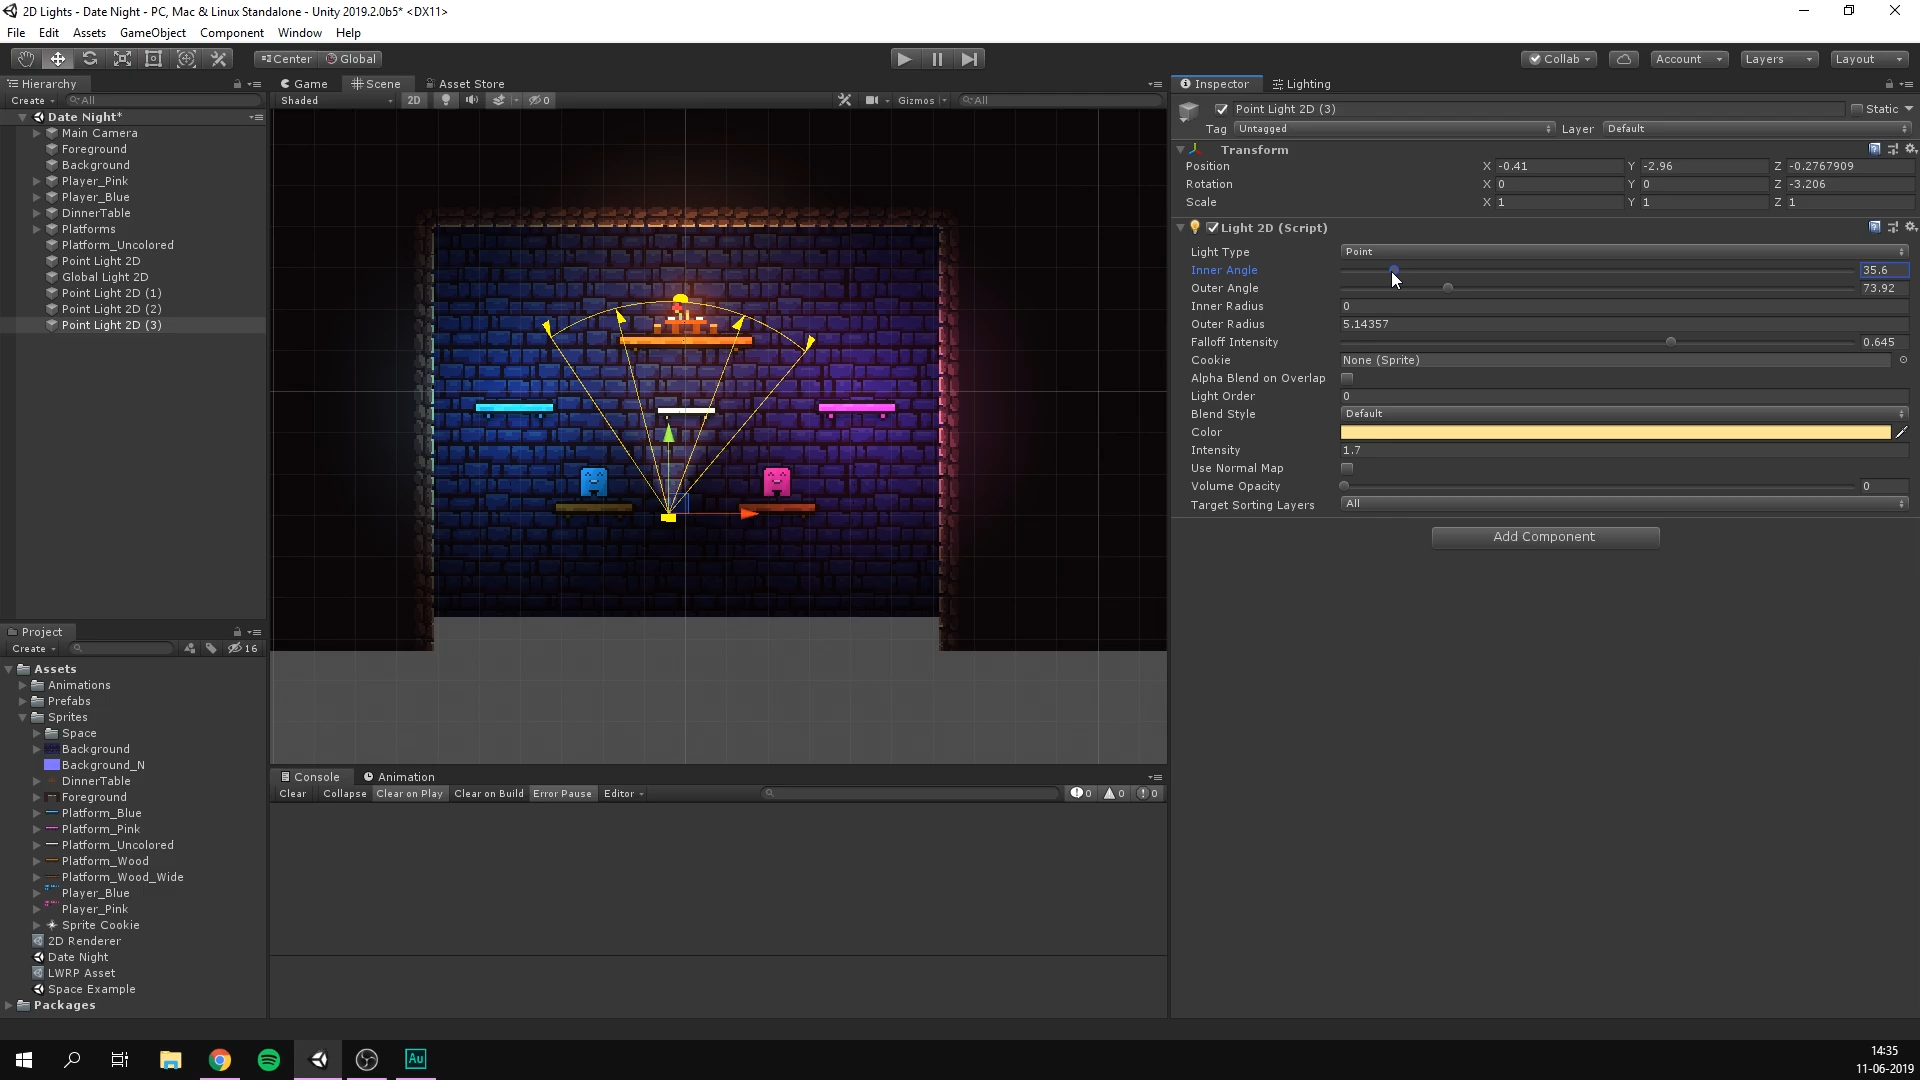 2D Lights - Date Night - PC, Mac & Linux Standalone - Unity 2019.2.0b5* <DX11>
File Edit Assets GameObject Component Window Help
Center Global Collab Account Layers Layout
Hierarchy
Create All
Date Night*
Main Camera
Foreground
Background
Player_Pink
Player_Blue
DinnerTable
Platforms
Platform_Uncolored
Point Light 2D
Global Light 2D
Point Light 2D (1)
Point Light 2D (2)
Point Light 2D (3)
Game Scene Asset Store
Shaded 2D 0 Gizmos All
Inspector Lighting
Point Light 2D (3) Static
Tag Untagged Layer Default
Transform
Position X -0.41 Y -2.96 Z -0.2767909
Rotation X 0 Y 0 Z -3.206
Scale X 1 Y 1 Z 1
Light 2D (Script)
Light Type Point
Inner Angle 35.6
Outer Angle 73.92
Inner Radius 0
Outer Radius 5.14357
Falloff Intensity 0.645
Cookie None (Sprite)
Alpha Blend on Overlap
Light Order 0
Blend Style Default
Color
Intensity 1.7
Use Normal Map
Volume Opacity 0
Target Sorting Layers All
Add Component
Project
Create 16
Assets
Animations
Prefabs
Sprites
Space
Background
Background_N
DinnerTable
Foreground
Platform_Blue
Platform_Pink
Platform_Uncolored
Platform_Wood
Platform_Wood_Wide
Player_Blue
Player_Pink
Sprite Cookie
2D Renderer
Date Night
LWRP Asset
Space Example
Packages
Console Animation
Clear Collapse Clear on Play Clear on Build Error Pause Editor 0 0 0
Au
14:35
11-06-2019